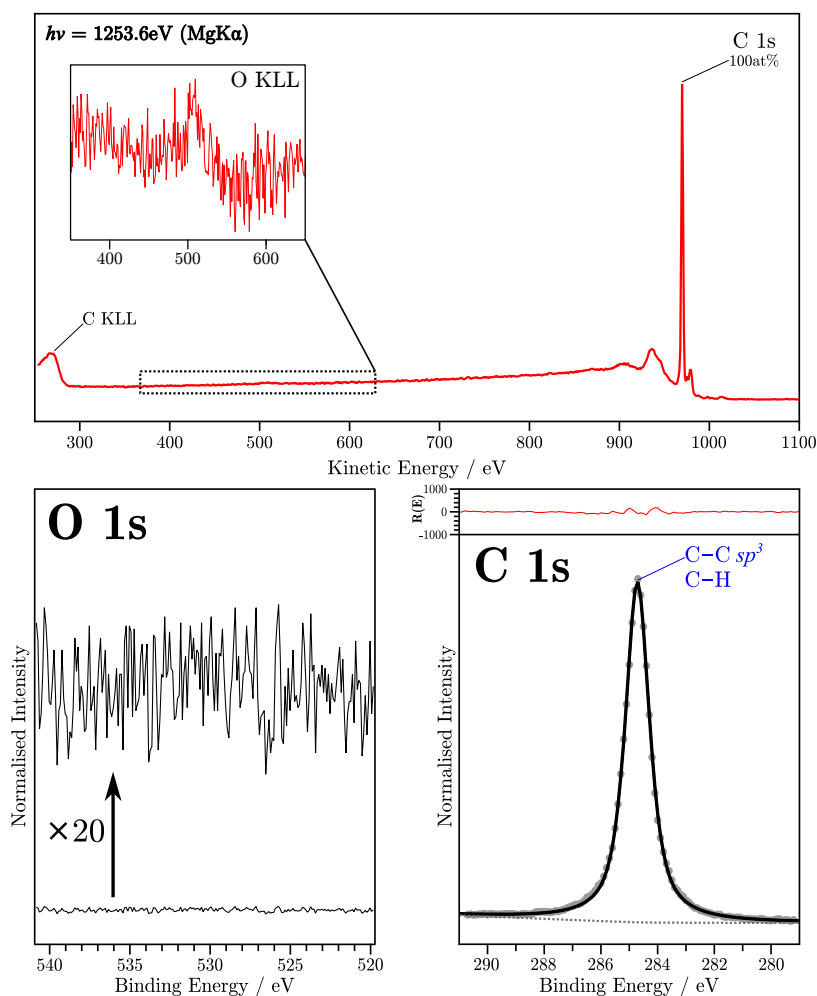 hν = 1253.6eV (MgKα)
C 1s
100at%
O KLL
400 500 600
C KLL
300 400 500 600 700 800 900 1000 1100
Kinetic Energy / eV
O 1s
Normalised Intensity
×20
540 535 530 525 520
Binding Energy / eV
1000
0
-1000
R(E)
C 1s
C−C sp³
C−H
Normalised Intensity
290 288 286 284 282 280
Binding Energy / eV